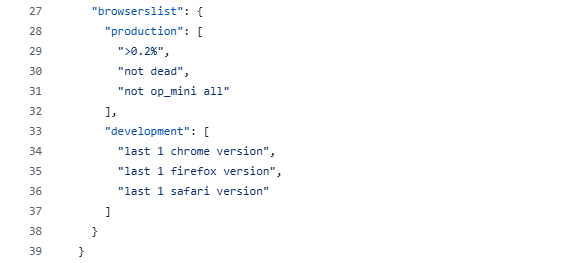 27 "browserslist": {
28 "production": [
29 ">0.2%",
30 "not dead",
31 "not op_mini all"
32 ],
33 "development": [
34 "last 1 chrome version",
35 "last 1 firefox version",
36 "last 1 safari version"
37 ]
38 }
39 }